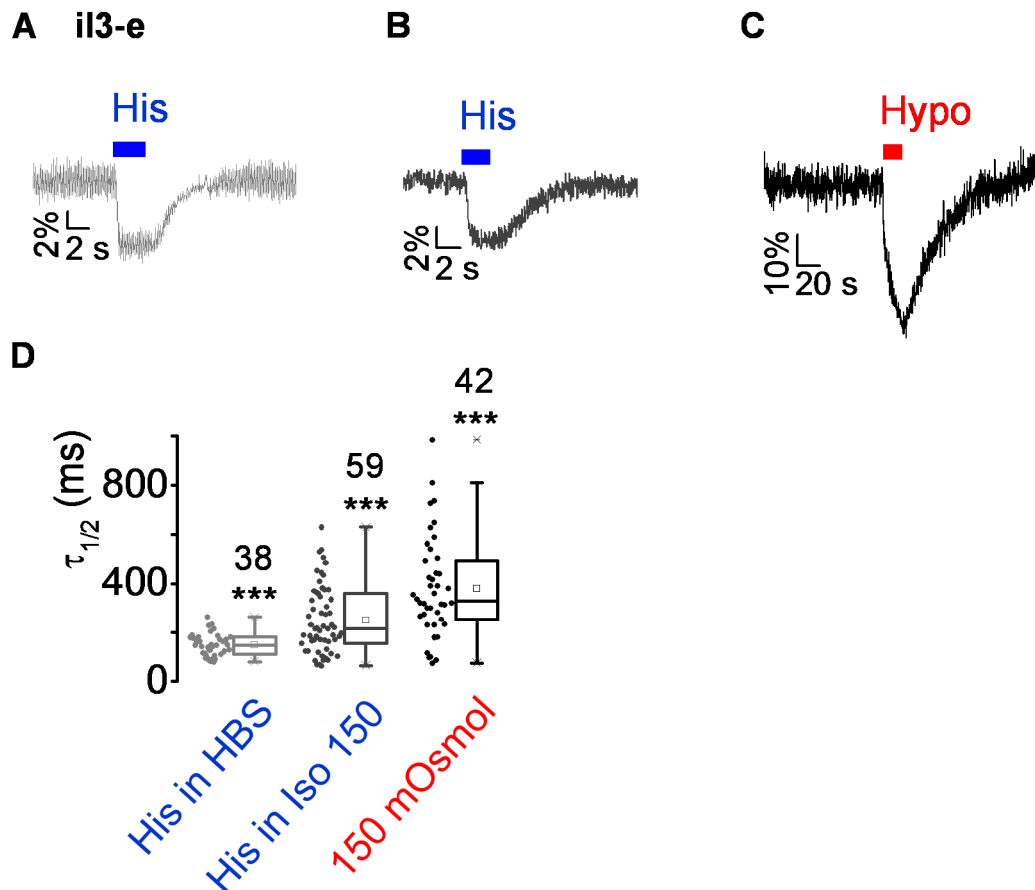 A il3-e
B
C
His
His
Hypo
2%
2 s
2%
2 s
10%
20 s
D
τ1/2 (ms)
800
400
0
38
***
59
***
42
***
His in HBS
His in Iso 150
150 mOsmol